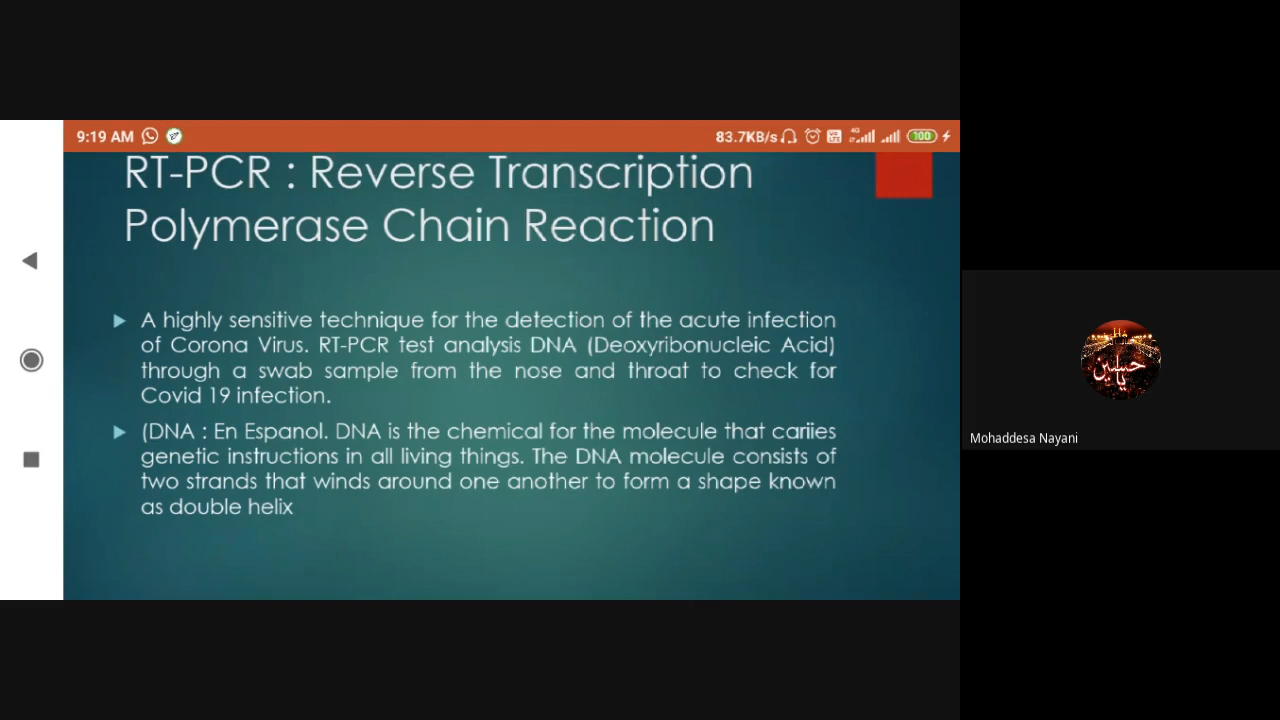 9:19 AM
83.7KB/s
4G
100
RT-PCR : Reverse Transcription
Polymerase Chain Reaction
A highly sensitive technique for the detection of the acute infection
of Corona Virus. RT-PCR test analysis DNA (Deoxyribonucleic Acid)
through a swab sample from the nose and throat to check for
Covid 19 infection.
(DNA : En Espanol. DNA is the chemical for the molecule that cariies
genetic instructions in all living things. The DNA molecule consists of
two strands that winds around one another to form a shape known
as double helix
يا حسين
Mohaddesa Nayani